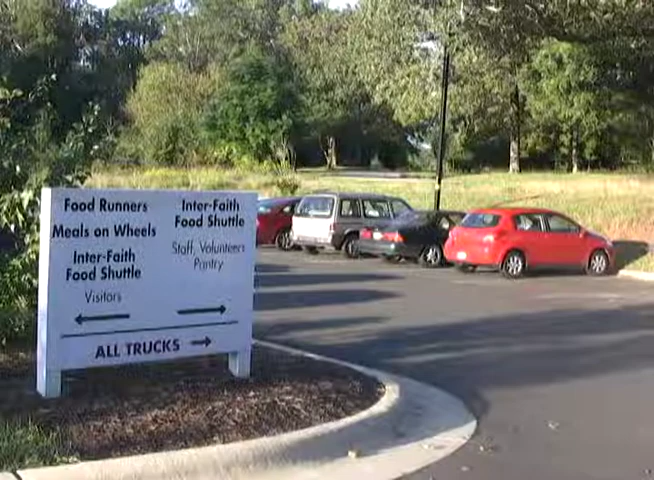 Food Runners
Meals on Wheels
Inter-Faith
Food Shuttle
Visitors
Inter-Faith
Food Shuttle
Staff, Volunteers
Pantry
ALL TRUCKS